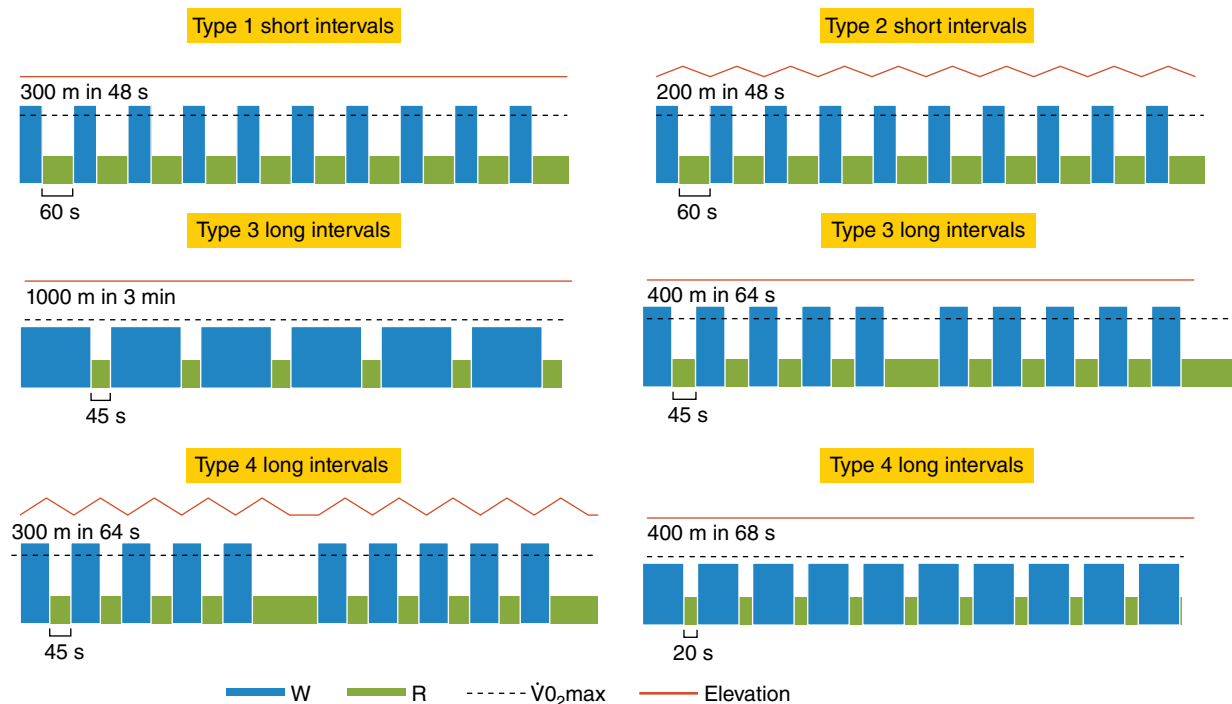 Type 1 short intervals
300 m in 48 s
60 s
Type 2 short intervals
200 m in 48 s
60 s
Type 3 long intervals
1000 m in 3 min
45 s
Type 3 long intervals
400 m in 64 s
45 s
Type 4 long intervals
300 m in 64 s
45 s
Type 4 long intervals
400 m in 68 s
20 s
W R V̇0₂max Elevation